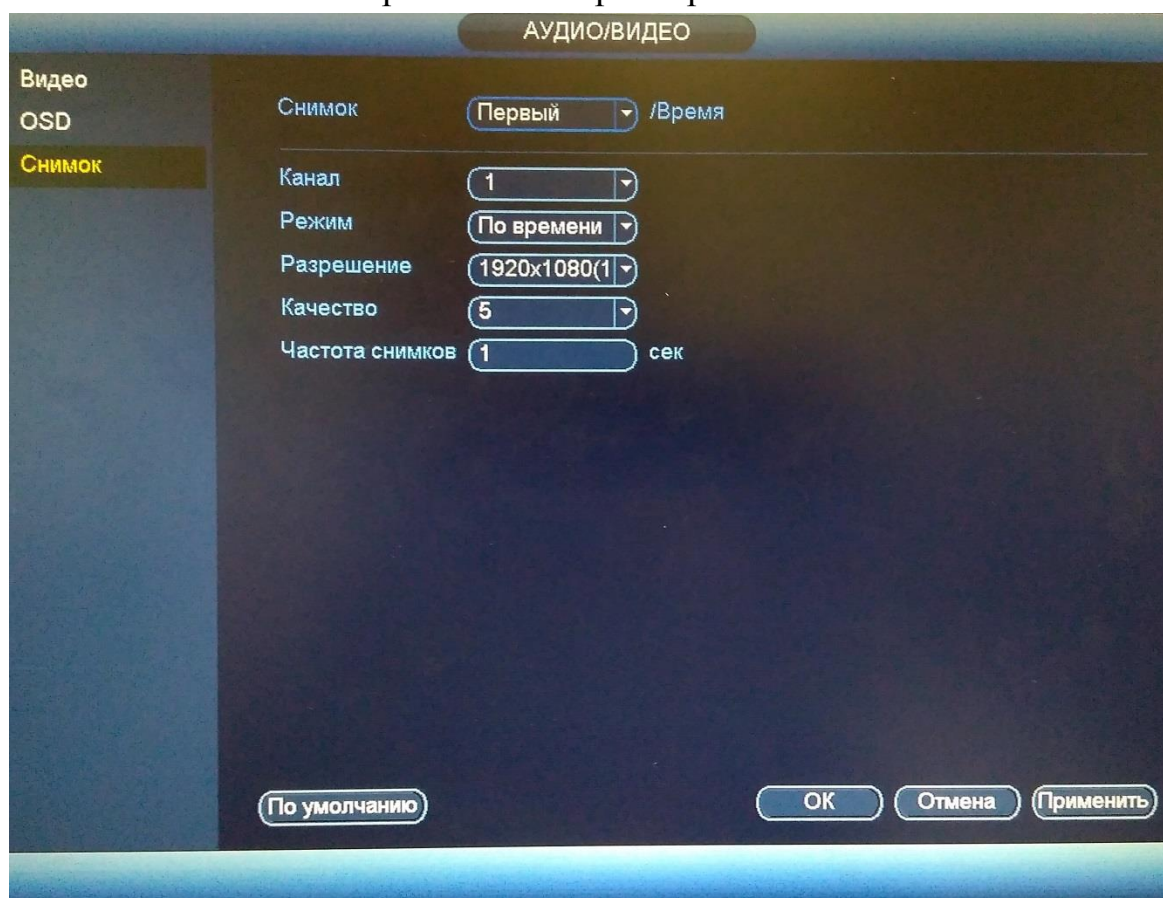 АУДИО/ВИДЕО
Видео
OSD
Снимок
Снимок Первый /Время
Канал 1
Режим По времени
Разрешение 1920x1080(1
Качество 5
Частота снимков 1 сек
По умолчанию ОК Отмена Применить